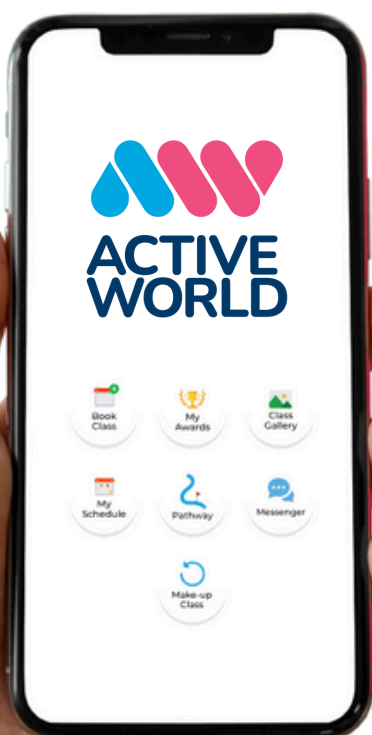 ACTIVE
WORLD
Book
Class
My
Awards
Class
Gallery
My
Schedule
Pathway
Messenger
Make-up
Class